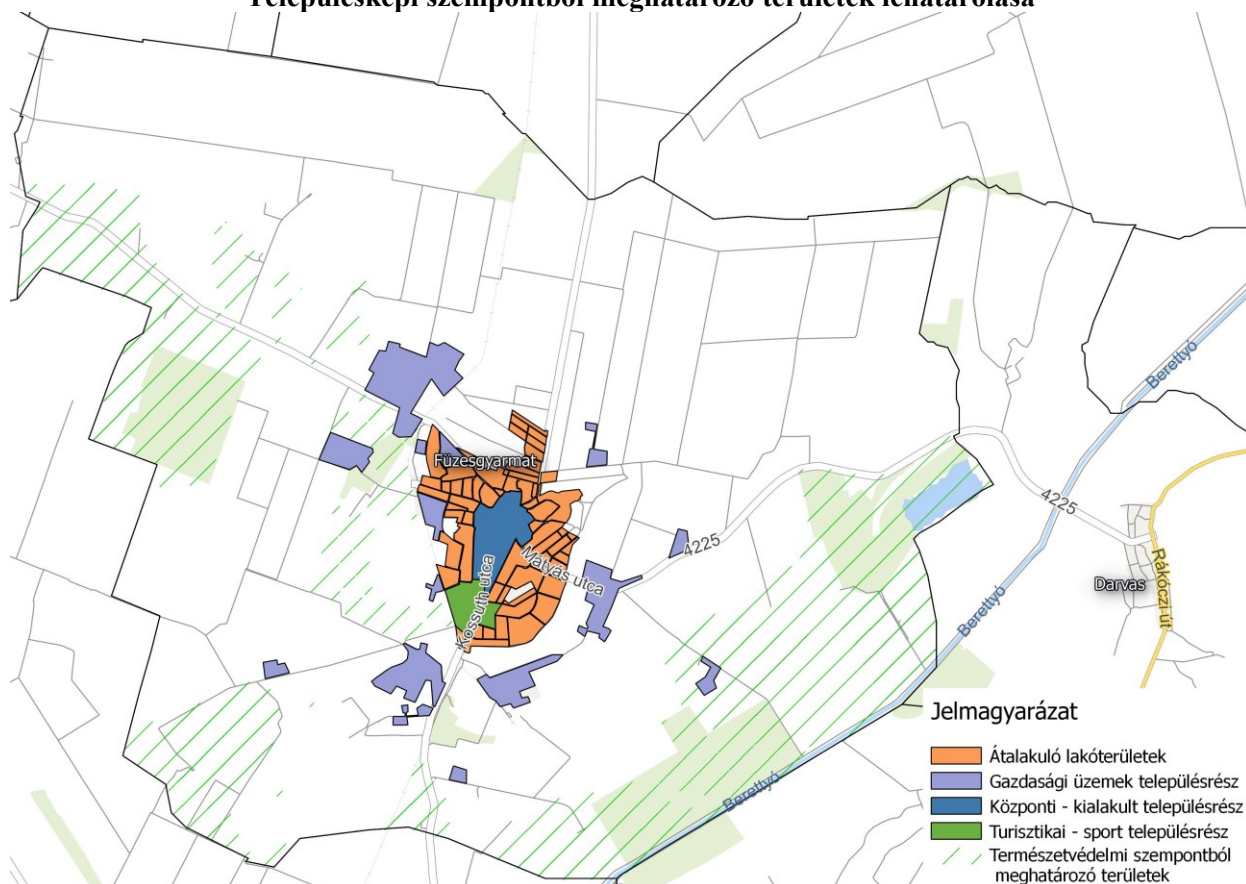 Településképi szempontból meghatározó területek lehatárolása
Berettyó
Füzesgyarmat
4225
4225
Mátyás utca
Kossuth utca
Darvas
Rákóczi út
Berettyó
Berettyó
Jelmagyarázat
Átalakuló lakóterületek
Gazdasági üzemek településrész
Központi - kialakult településrész
Turisztikai - sport településrész
Természetvédelmi szempontból
meghatározó területek